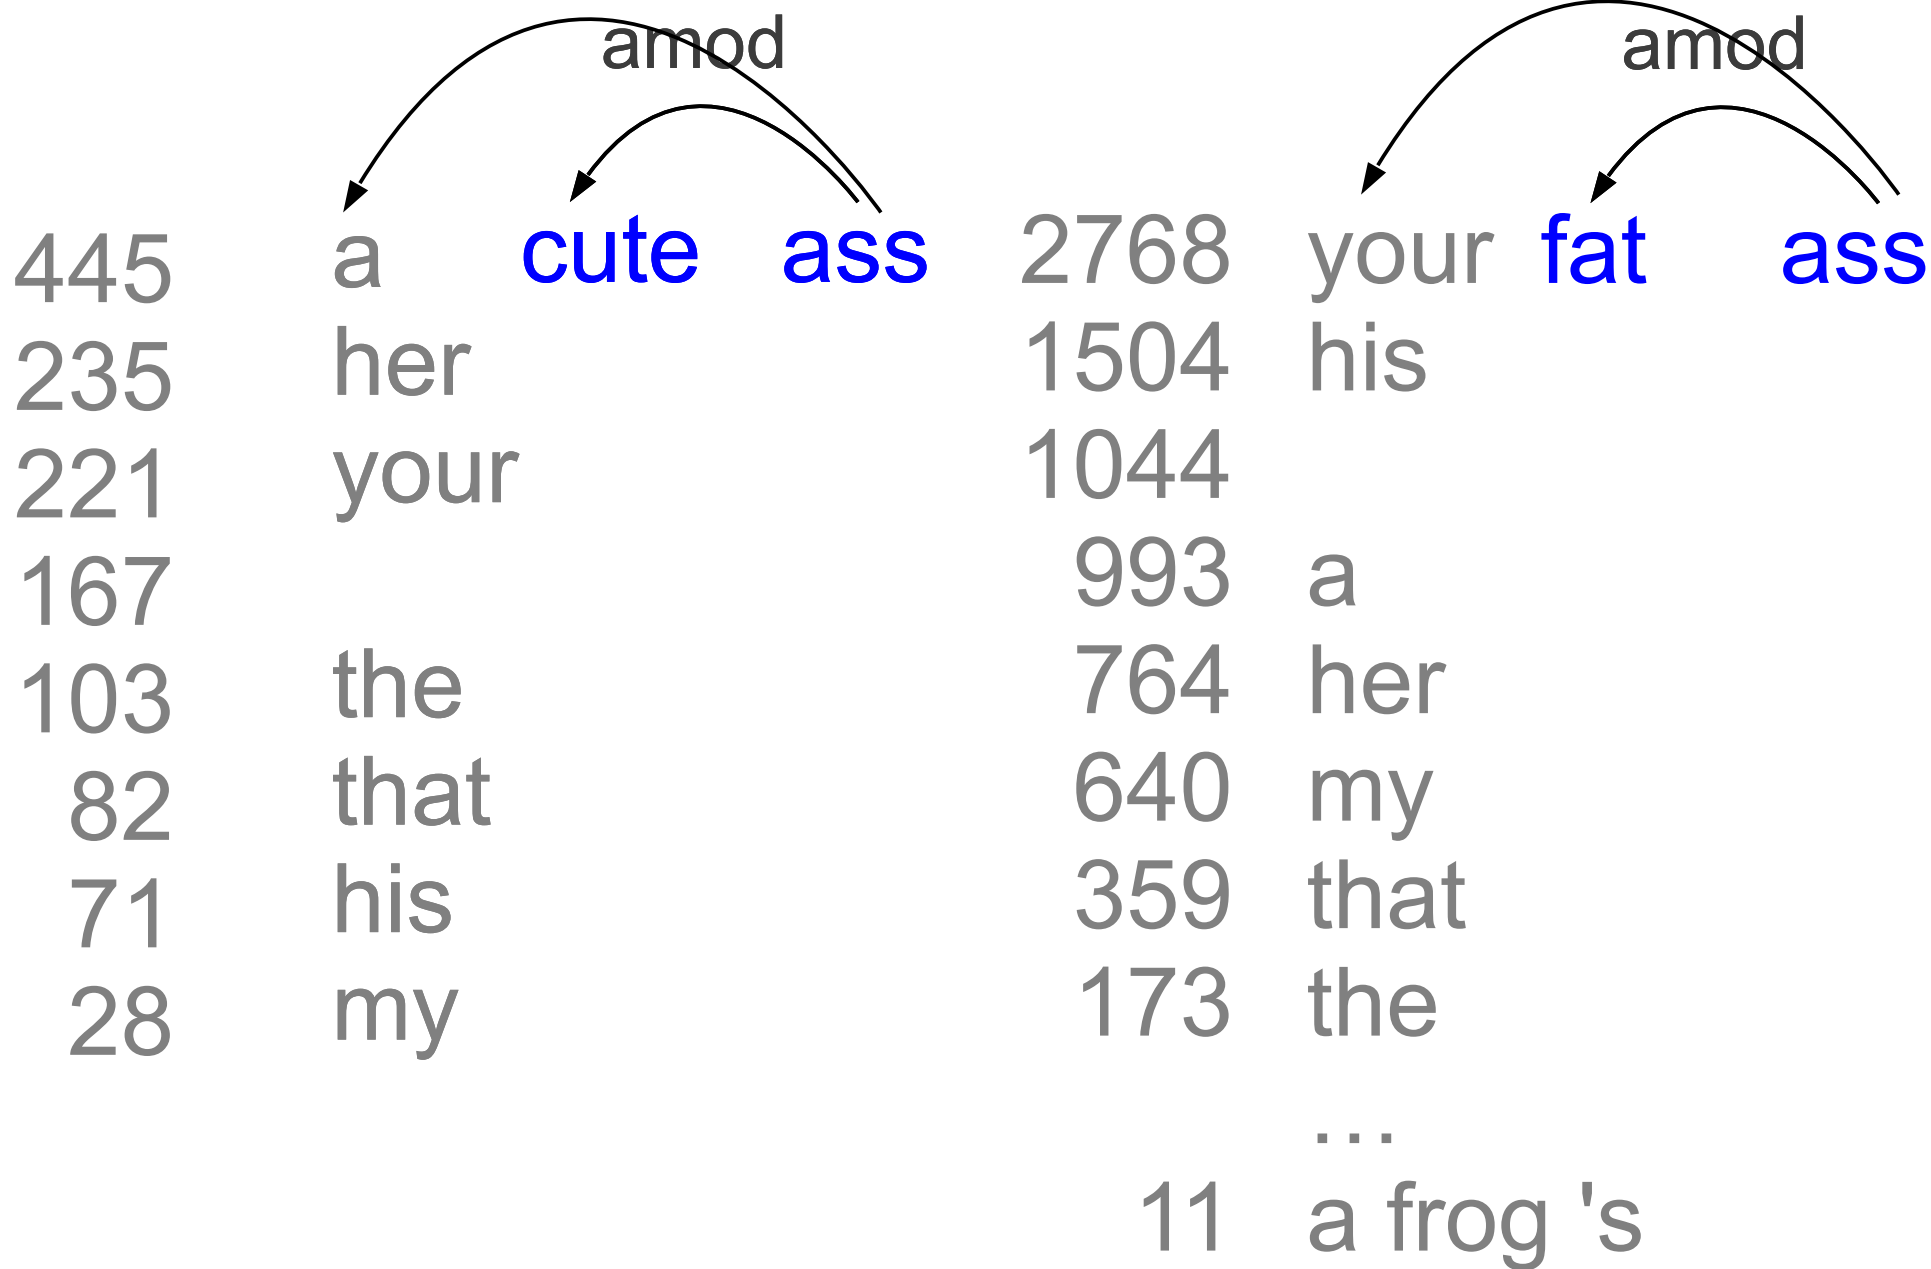 amod
445 a cute ass
235 her
221 your
167
103 the
82 that
71 his
28 my
amod
2768 your fat ass
1504 his
1044
993 a
764 her
640 my
359 that
173 the
...
11 a frog 's